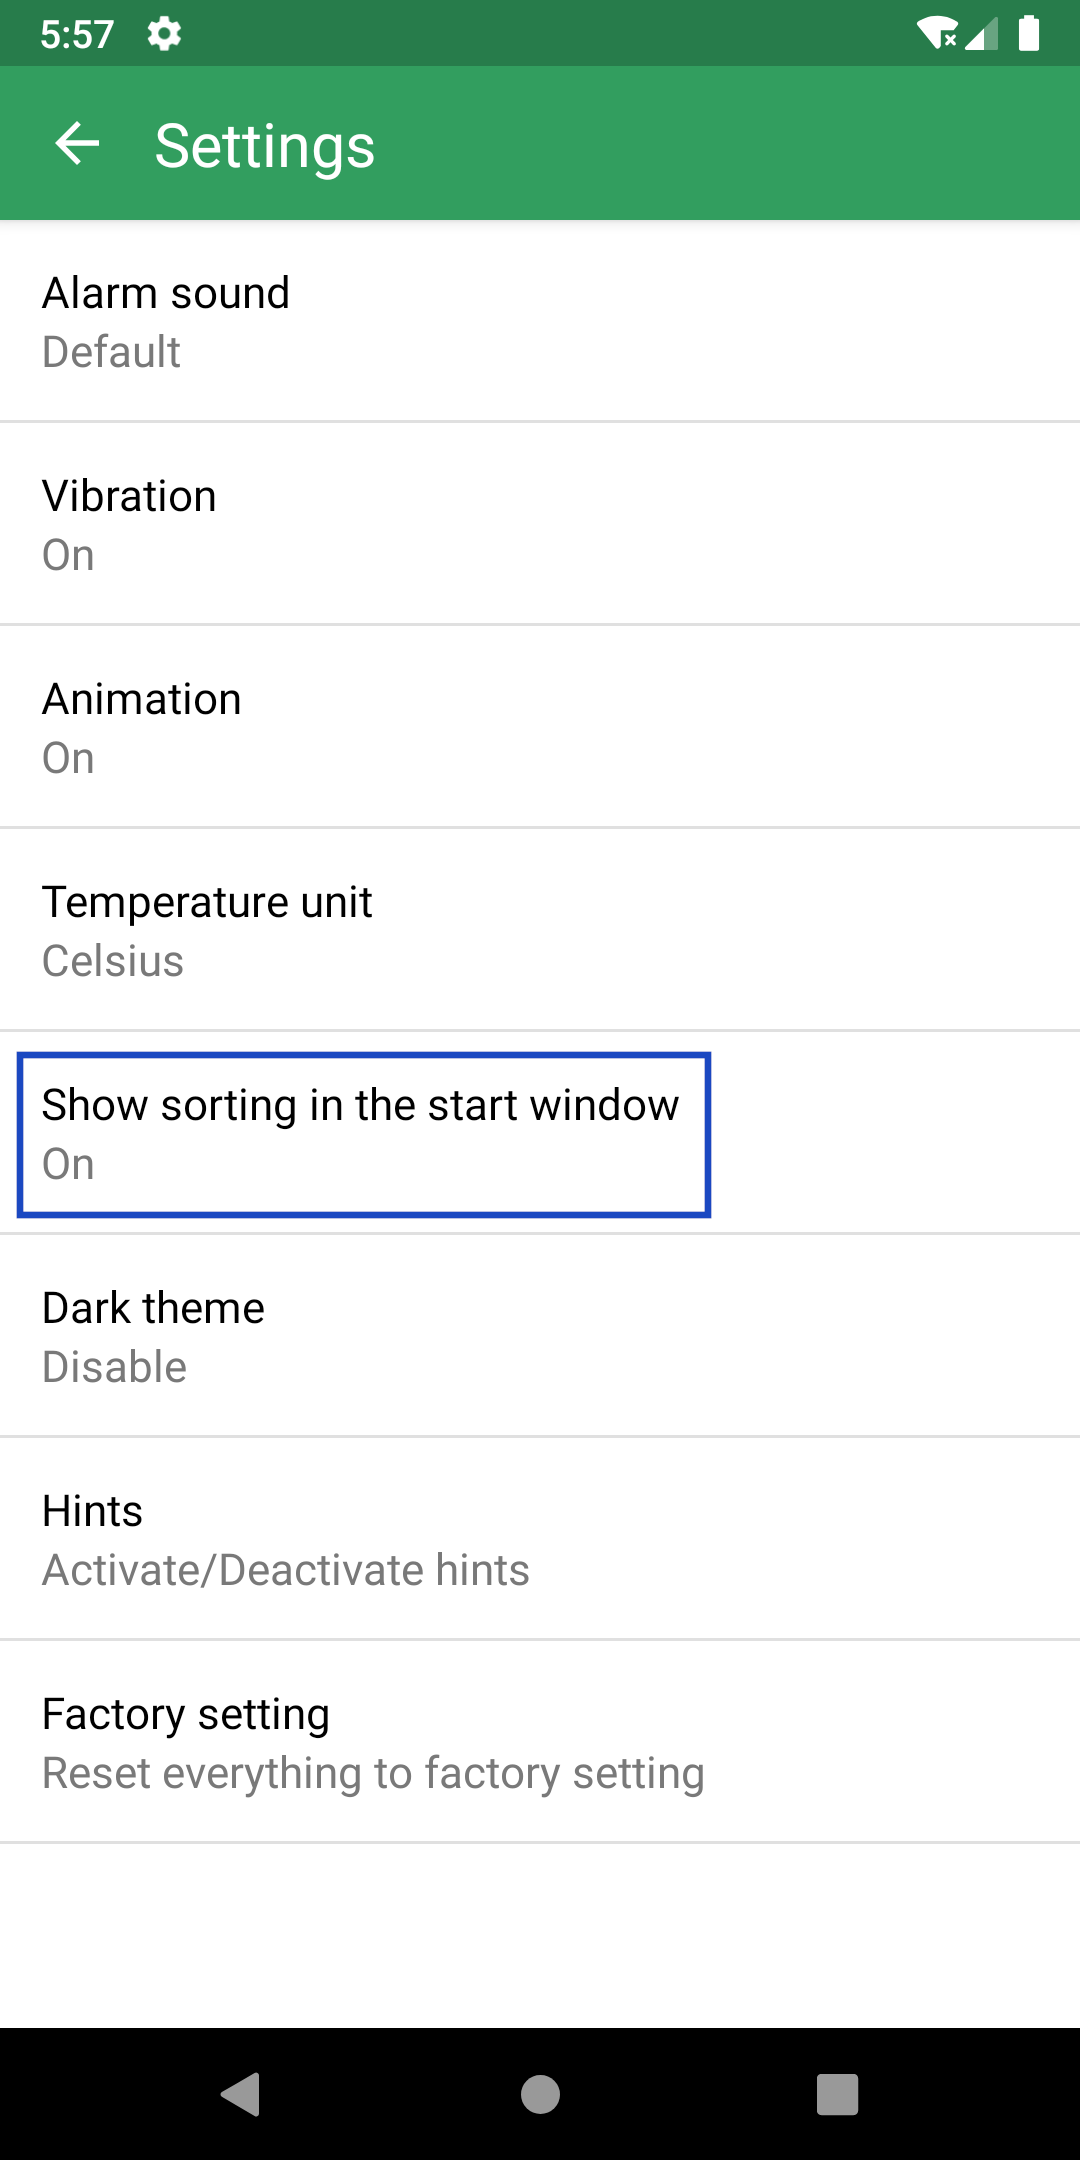 5:57
Settings
Alarm sound
Default
Vibration
On
Animation
On
Temperature unit
Celsius
Show sorting in the start window
On
Dark theme
Disable
Hints
Activate/Deactivate hints
Factory setting
Reset everything to factory setting